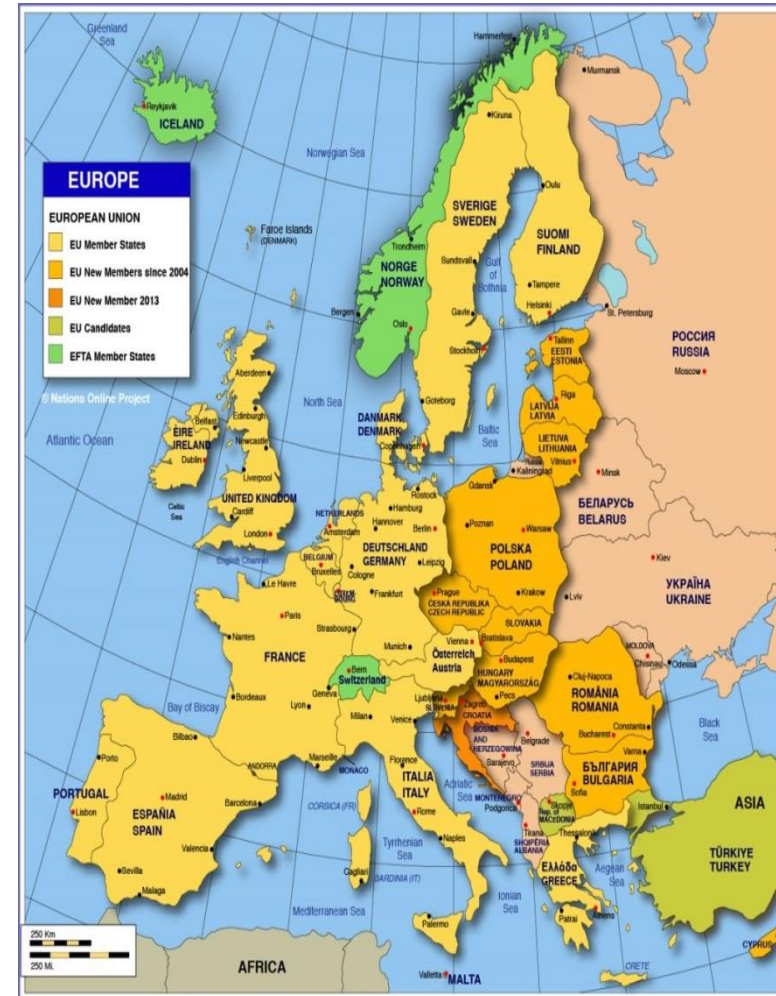 Greenland
Sea
Hammerfest
Murmansk
Reykjavik
ICELAND
Kiruna
Norwegian Sea
EUROPE
EUROPEAN UNION
EU Member States
EU New Members since 2004
EU New Member 2013
EU Candidates
EFTA Member States
© Nations Online Project
Oulu
SVERIGE
SWEDEN
SUOMI
FINLAND
Faroe Islands
(DENMARK)
Trondheim
NORGE
NORWAY
Sundsvall
Gulf
of
Bothnia
Tampere
Helsinki
St. Petersburg
Bergen
Oslo
Gavle
Stockholm
Tallinn
EESTI
ESTONIA
РОССИЯ
RUSSIA
Moscow
Aberdeen
North Sea
Goteborg
Riga
LATVIJA
LATVIA
Atlantic Ocean
Edinburgh
Belfast
Newcastle
ÉIRE
IRELAND
Dublin
DANMARK
DENMARK
Copenhagen
Baltic
Sea
LIETUVA
LITHUANIA
Vilnius
Kaliningrad
Minsk
БЕЛАРУСЬ
BELARUS
Liverpool
UNITED KINGDOM
Celtic
Sea
Cardiff
London
Rostock
Gdansk
Hamburg
NETHERLANDS
Amsterdam
Hannover
Berlin
Poznan
Warsaw
POLSKA
POLAND
DEUTSCHLAND
GERMANY
Leipzig
English Channel
BELGIUM
Bruxelles
Cologne
Kiev
УКРАЇНА
UKRAINE
Le Havre
LUXEM-
BOURG
Frankfurt
Prague
ČESKÁ REPUBLIKA
CZECH REPUBLIC
Krakow
Lviv
Paris
Strasbourg
SLOVAKIA
Nantes
Munich
Vienna
Bratislava
Österreich
Austria
Budapest
HUNGARY
MAGYARORSZÁG
MOLDOVA
Chisinau
Odessa
FRANCE
Bern
Switzerland
Geneva
Cluj-Napoca
ROMÂNIA
ROMANIA
Pecs
Bay of Biscay
Bordeaux
Lyon
Milan
Venice
Ljubljana
SLOVENIA
Zagreb
CROATIA
BOSNIA
AND
HERZEGOWINA
Sarajevo
Belgrade
SRBIJA
SERBIA
Bucharest
Constanta
Black
Sea
Varna
Bilbao
Porto
ANDORRA
Marseille
MONACO
Florence
ITALIA
ITALY
Adriatic
Sea
БЪЛГАРИЯ
BULGARIA
Sofia
PORTUGAL
Lisbon
Madrid
ESPAÑA
SPAIN
Barcelona
CORSICA (FR)
Rome
MONTENEGRO
Podgorica
Skopje
Rep. of
MACEDONIA
Istanbul
ASIA
Tirana
SHQIPËRIA
ALBANIA
Thessaloniki
Valencia
Tyrrhenian
Sea
Naples
Ελλάδα
GREECE
Aegean
Sea
TÜRKIYE
TURKEY
Sevilla
Malaga
Cagliari
SARDINIA (IT)
Ionian
Sea
Patrai
Athens
Mediterranean Sea
Palermo
250 Km
250 Mi.
AFRICA
Valletta
MALTA
CRETE
CYPRUS